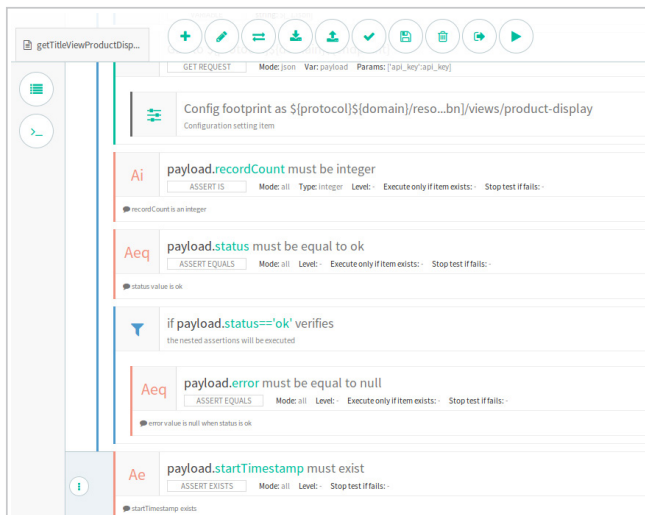 getTitleViewProductDisp...
GET REQUEST Mode: json Var: payload Params: ['api_key':api_key]
Config footprint as ${protocol}${domain}/reso...bn]/views/product-display
Configuration setting item
Ai
payload.recordCount must be integer
ASSERT IS Mode: all Type: integer Level: - Execute only if item exists: - Stop test if fails: -
recordCount is an integer
Aeq
payload.status must be equal to ok
ASSERT EQUALS Mode: all Level: - Execute only if item exists: - Stop test if fails: -
status value is ok
if payload.status=='ok' verifies
the nested assertions will be executed
Aeq
payload.error must be equal to null
ASSERT EQUALS Mode: all Level: - Execute only if item exists: - Stop test if fails: -
error value is null when status is ok
Ae
payload.startTimestamp must exist
ASSERT EXISTS Mode: all Level: - Stop test if fails: -
startTimestamp exists